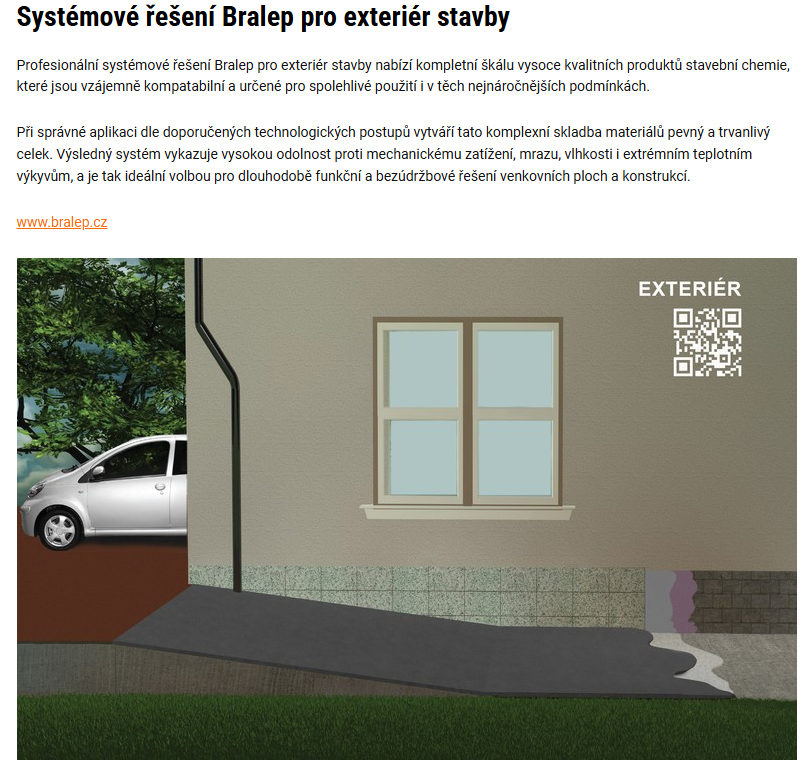 Systémové řešení Bralep pro exteriér stavby
Profesionální systémové řešení Bralep pro exteriér stavby nabízí kompletní škálu vysoce kvalitních produktů stavební chemie,
které jsou vzájemně kompatabilní a určené pro spolehlivé použití i v těch nejnáročnějších podmínkách.
Při správné aplikaci dle doporučených technologických postupů vytváří tato komplexní skladba materiálů pevný a trvanlivý
celek. Výsledný systém vykazuje vysokou odolnost proti mechanickému zatížení, mrazu, vlhkosti i extrémním teplotním
výkyvům, a je tak ideální volbou pro dlouhodobě funkční a bezúdržbové řešení venkovních ploch a konstrukcí.
www.bralep.cz
EXTERIÉR